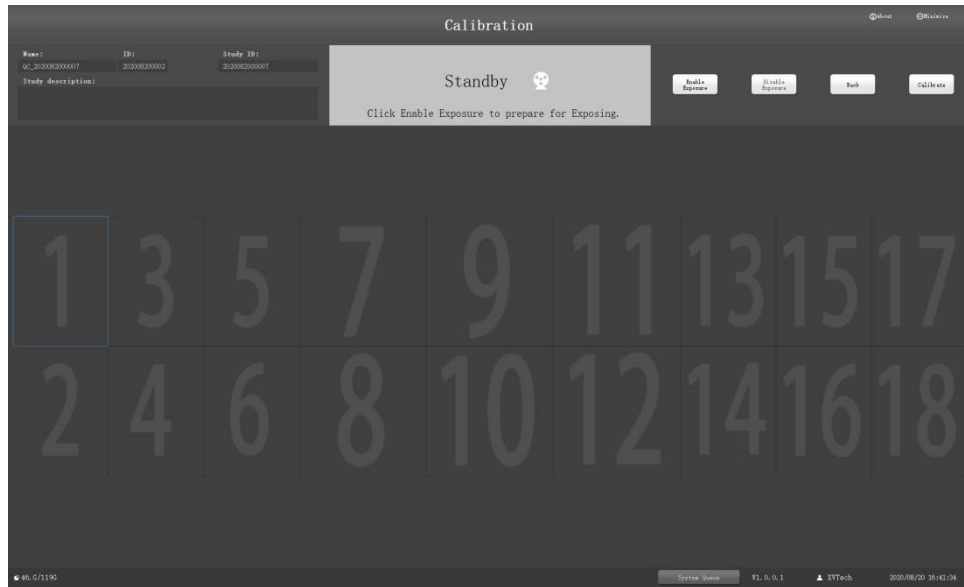 Calibration
About
Minimize
Name:
ID:
Study ID:
QC_2020082000007
2020082000002
2020082000007
Study description:
Standby
Click Enable Exposure to prepare for Exposing.
Enable
Exposure
Disable
Exposure
Back
Calibrate
1 3 5 7 9 11 13 15 17
2 4 6 8 10 12 14 16 18
46.G/119G
System Queue
V1.0.0.1
XVTech
2020/08/20 16:41:34